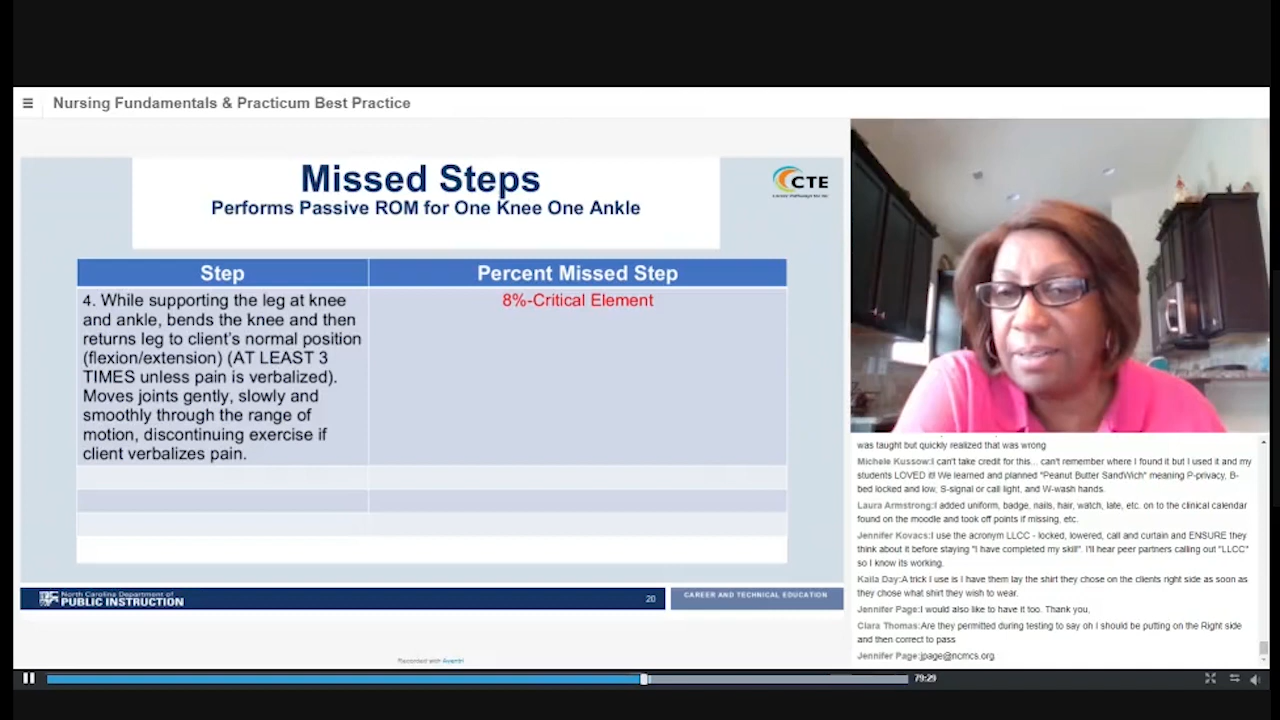 Nursing Fundamentals & Practicum Best Practice
Missed Steps
Performs Passive ROM for One Knee One Ankle
CTE
Step
Percent Missed Step
4. While supporting the leg at knee
and ankle, bends the knee and then
returns leg to client's normal position
(flexion/extension) (AT LEAST 3
TIMES unless pain is verbalized).
Moves joints gently, slowly and
smoothly through the range of
motion, discontinuing exercise if
client verbalizes pain.
8%-Critical Element
North Carolina Department of
PUBLIC INSTRUCTION
20
CAREER AND TECHNICAL EDUCATION
Recorded with
was taught but quickly realized that was wrong
Michele Kussow:I can't take credit for this... can't remember where I found it but I used it and my
students LOVED it! We learned and planned "Peanut Butter SandWich" meaning P-privacy, B-
bed locked and low, S-signal or call light, and W-wash hands.
Laura Armstrong:I added uniform, badge, nails, hair, watch, late, etc. on to the clinical calendar
found on the moodle and took off points if missing, etc.
Jennifer Kovacs:I use the acronym LLCC - locked, lowered, call and curtain and ENSURE they
think about it before staying "I have completed my skill". I'll hear peer partners calling out "LLCC"
so I know its working.
Kaila Day:A trick I use is I have them lay the shirt they chose on the clients right side as soon as
they chose what shirt they wish to wear.
Jennifer Page:I would also like to have it too. Thank you,
Clara Thomas:Are they permitted during testing to say oh I should be putting on the Right side
and then correct to pass
Jennifer Page:jpage@ncmcs.org
79:29